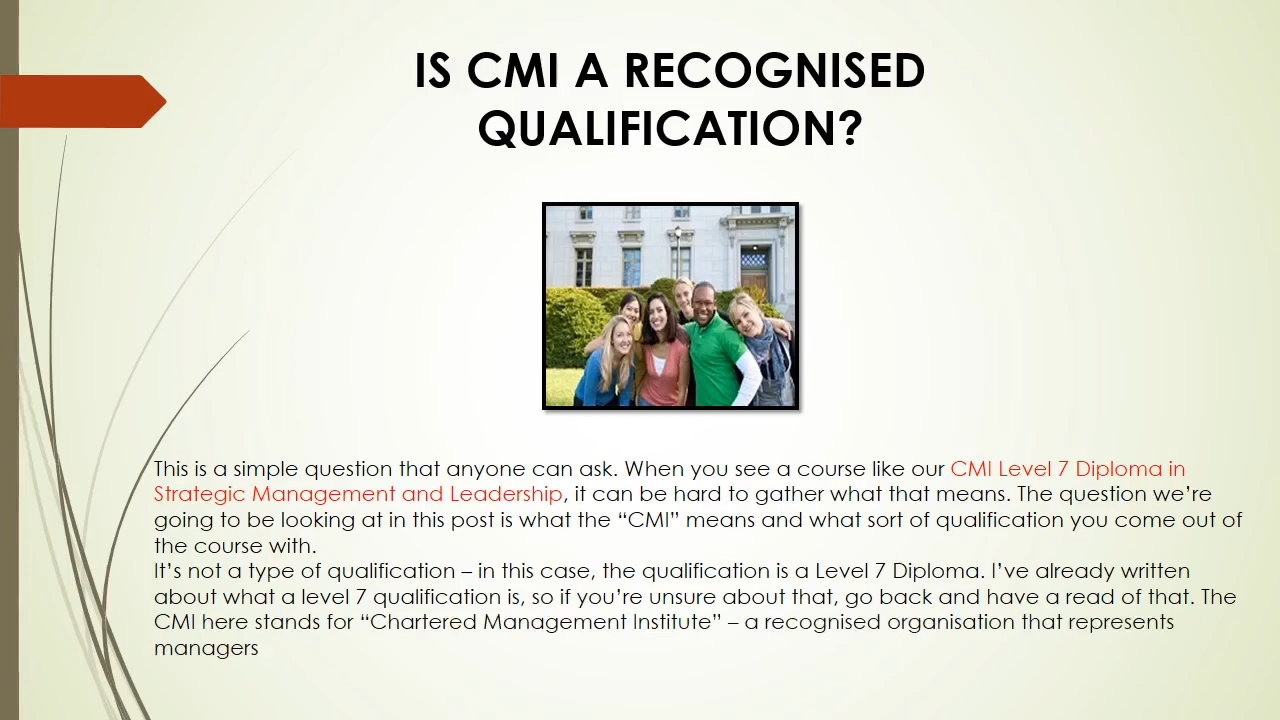 IS CMI A RECOGNISED
QUALIFICATION?
This is a simple question that anyone can ask. When you see a course like our CMI Level 7 Diploma in
Strategic Management and Leadership, it can be hard to gather what that means. The question we’re
going to be looking at in this post is what the “CMI” means and what sort of qualification you come out of
the course with.
It’s not a type of qualification – in this case, the qualification is a Level 7 Diploma. I’ve already written
about what a level 7 qualification is, so if you’re unsure about that, go back and have a read of that. The
CMI here stands for “Chartered Management Institute” – a recognised organisation that represents
managers